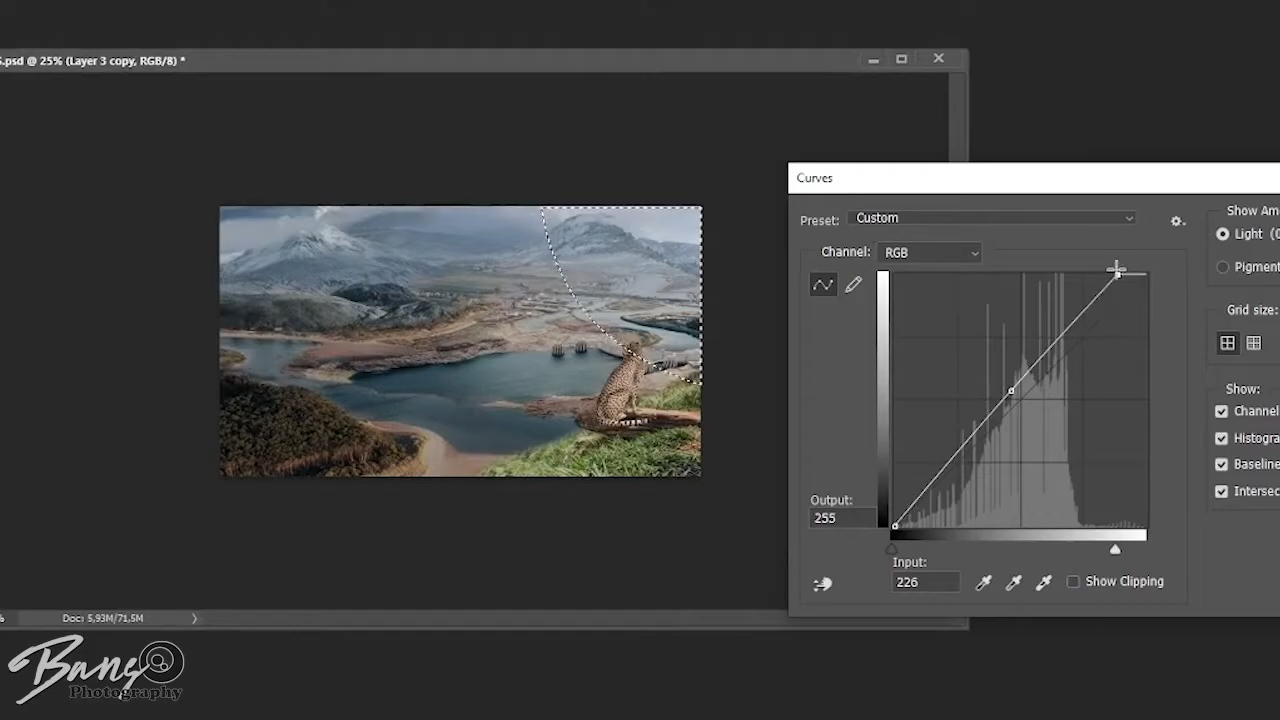 .psd @ 25% (Layer 3 copy, RGB/8) *
Curves
Preset:
Custom
Show Am
Channel:
RGB
Light (0
Pigment
Grid size:
Show:
Channel
Histogra
Baseline
Intersec
Output:
255
Input:
226
Show Clipping
%
Doc: 5,93M/71,5M
Bang
Photography